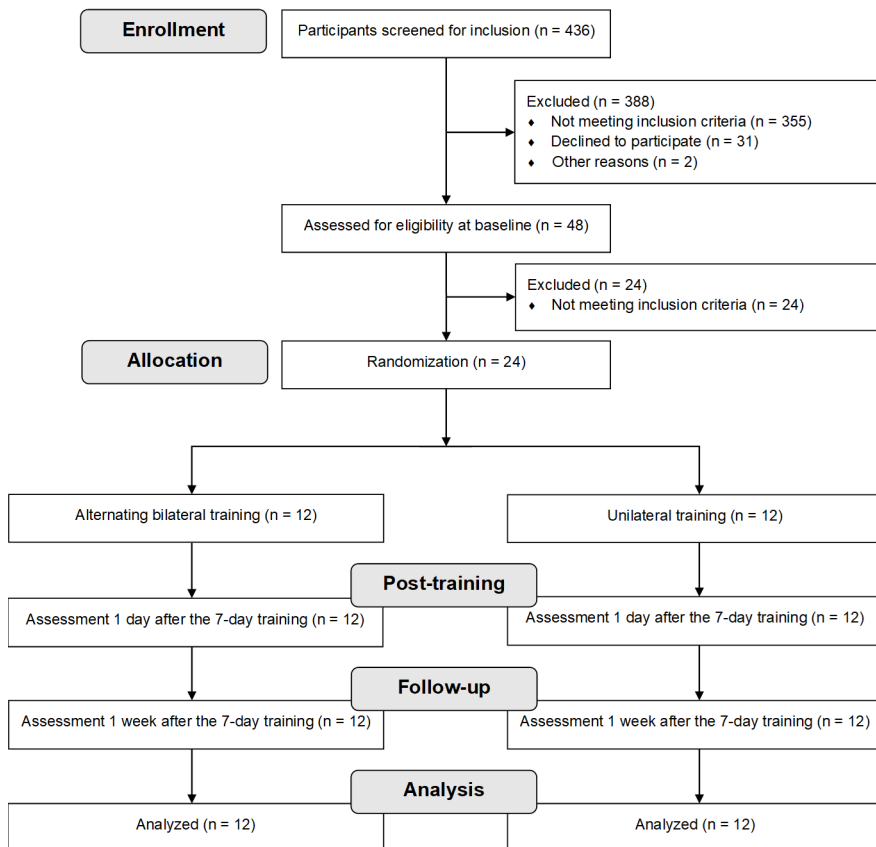 Enrollment
Participants screened for inclusion (n = 436)
Excluded (n = 388)
♦ Not meeting inclusion criteria (n = 355)
♦ Declined to participate (n = 31)
♦ Other reasons (n = 2)
Assessed for eligibility at baseline (n = 48)
Excluded (n = 24)
♦ Not meeting inclusion criteria (n = 24)
Allocation
Randomization (n = 24)
Alternating bilateral training (n = 12)
Unilateral training (n = 12)
Post-training
Assessment 1 day after the 7-day training (n = 12)
Assessment 1 day after the 7-day training (n = 12)
Follow-up
Assessment 1 week after the 7-day training (n = 12)
Assessment 1 week after the 7-day training (n = 12)
Analysis
Analyzed (n = 12)
Analyzed (n = 12)